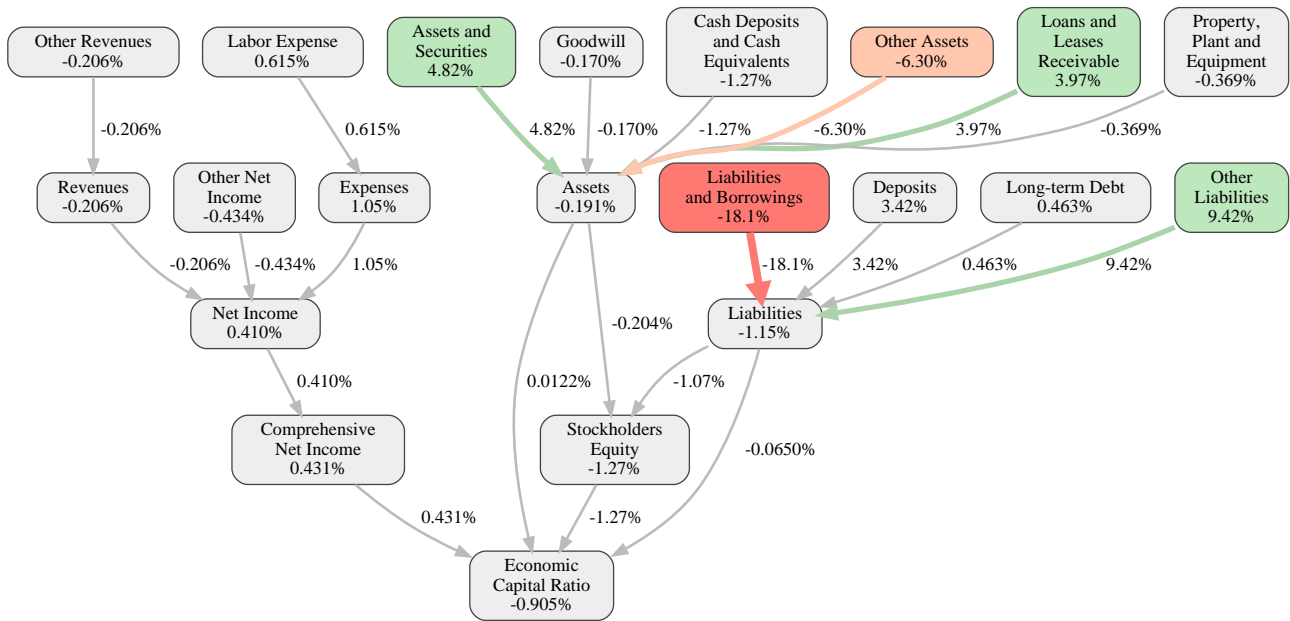 Other Revenues
-0.206%
Labor Expense
0.615%
Assets and
Securities
4.82%
Goodwill
-0.170%
Cash Deposits
and Cash
Equivalents
-1.27%
Other Assets
-6.30%
Loans and
Leases
Receivable
3.97%
Property,
Plant and
Equipment
-0.369%
-0.206%
0.615%
4.82%
-0.170%
-1.27%
-6.30%
3.97%
-0.369%
Revenues
-0.206%
Other Net
Income
-0.434%
Expenses
1.05%
Assets
-0.191%
Liabilities
and Borrowings
-18.1%
Deposits
3.42%
Long-term Debt
0.463%
Other
Liabilities
9.42%
-0.206%
-0.434%
1.05%
-18.1%
3.42%
0.463%
9.42%
Net Income
0.410%
-0.204%
Liabilities
-1.15%
0.410%
0.0122%
-1.07%
Comprehensive
Net Income
0.431%
Stockholders
Equity
-1.27%
-0.0650%
0.431%
-1.27%
Economic
Capital Ratio
-0.905%